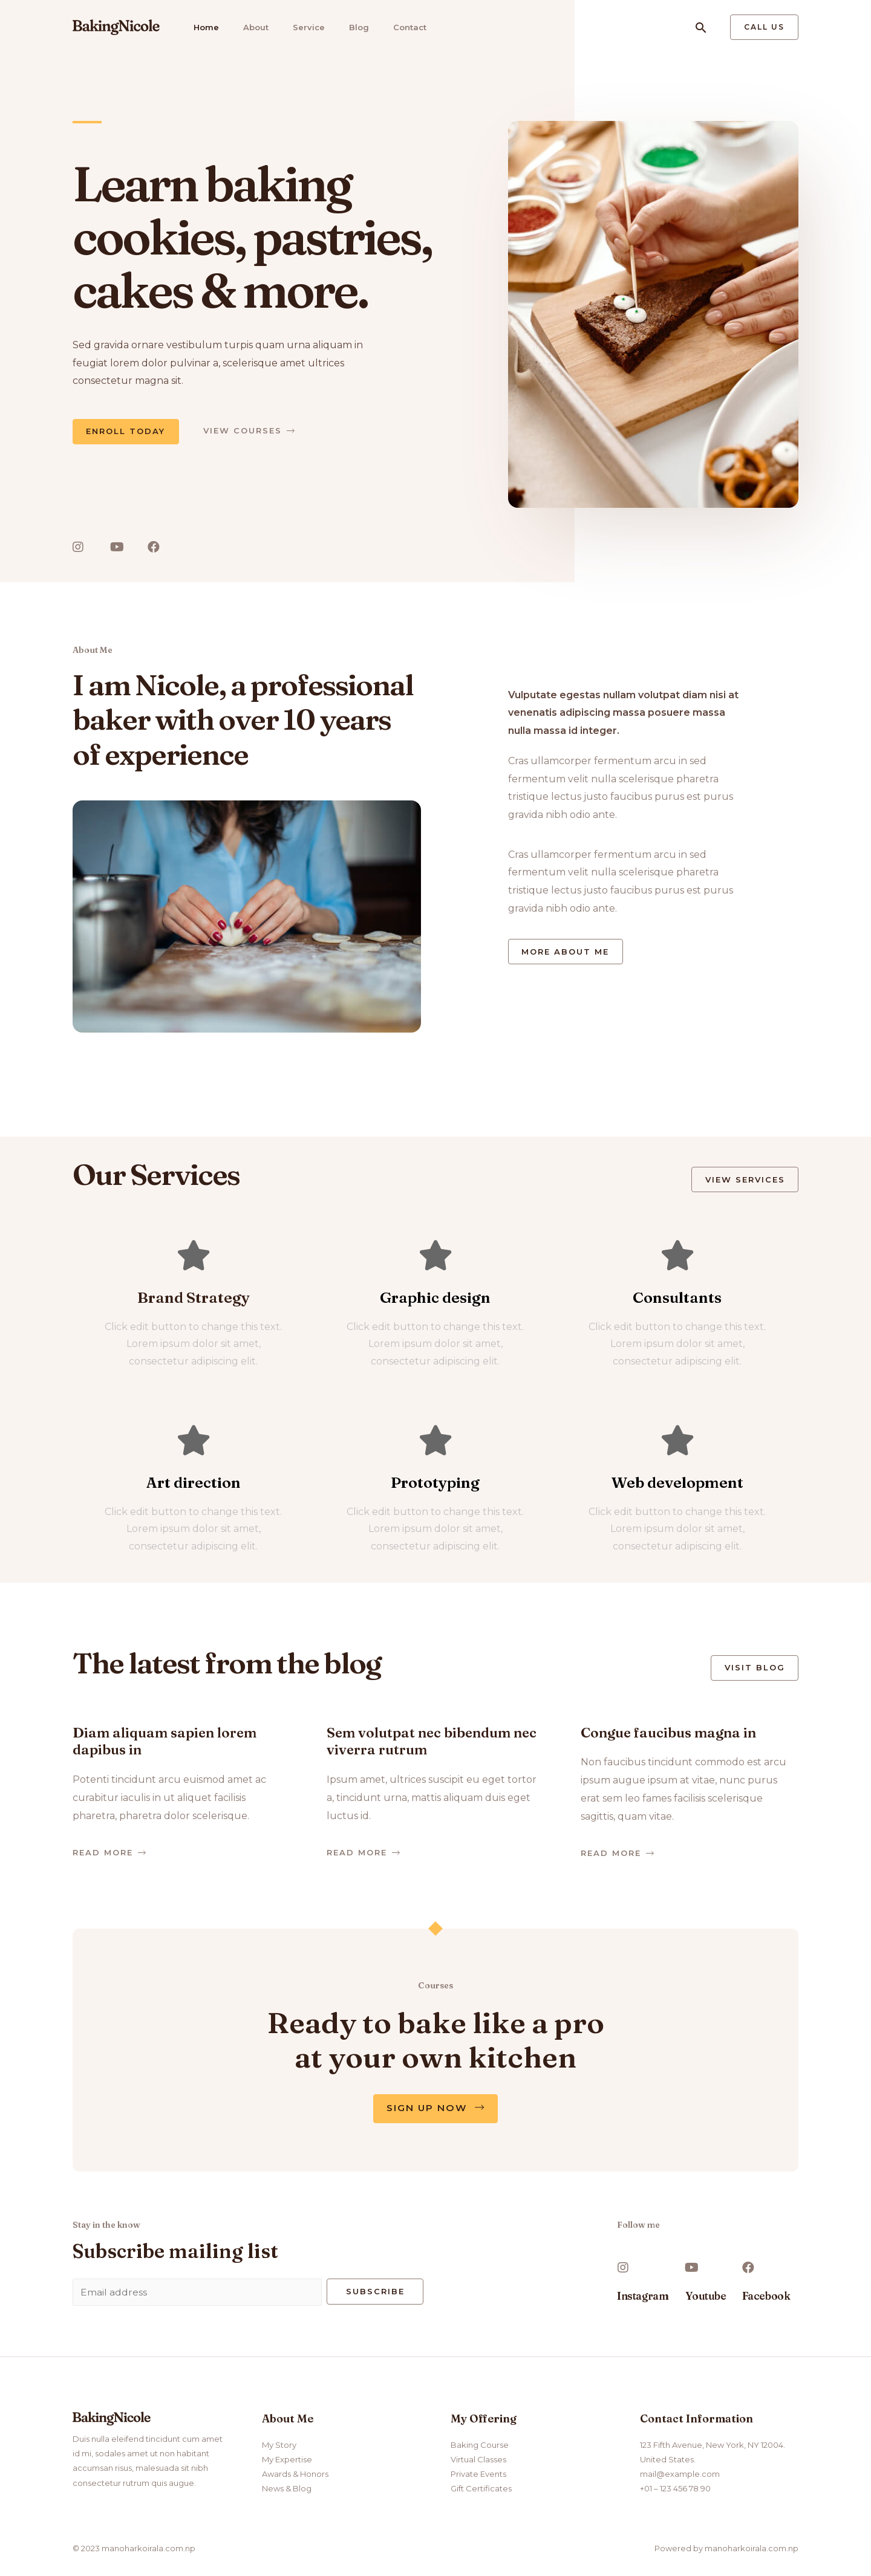 BakingNicole Home About Service Blog Contact CALL US
Learn baking
cookies, pastries,
cakes & more.
Sed gravida ornare vestibulum turpis quam urna aliquam in
feugiat lorem dolor pulvinar a, scelerisque amet ultrices
consectetur magna sit.
ENROLL TODAY VIEW COURSES →
About Me
I am Nicole, a professional
baker with over 10 years
of experience
Vulputate egestas nullam volutpat diam nisi at
venenatis adipiscing massa posuere massa
nulla massa id integer.
Cras ullamcorper fermentum arcu in sed
fermentum velit nulla scelerisque pharetra
tristique lectus justo faucibus purus est purus
gravida nibh odio ante.
Cras ullamcorper fermentum arcu in sed
fermentum velit nulla scelerisque pharetra
tristique lectus justo faucibus purus est purus
gravida nibh odio ante.
MORE ABOUT ME
Our Services
VIEW SERVICES
Brand Strategy
Click edit button to change this text.
Lorem ipsum dolor sit amet,
consectetur adipiscing elit.
Graphic design
Click edit button to change this text.
Lorem ipsum dolor sit amet,
consectetur adipiscing elit.
Consultants
Click edit button to change this text.
Lorem ipsum dolor sit amet,
consectetur adipiscing elit.
Art direction
Click edit button to change this text.
Lorem ipsum dolor sit amet,
consectetur adipiscing elit.
Prototyping
Click edit button to change this text.
Lorem ipsum dolor sit amet,
consectetur adipiscing elit.
Web development
Click edit button to change this text.
Lorem ipsum dolor sit amet,
consectetur adipiscing elit.
The latest from the blog
VISIT BLOG
Diam aliquam sapien lorem
dapibus in
Potenti tincidunt arcu euismod amet ac
curabitur iaculis in ut aliquet facilisis
pharetra, pharetra dolor scelerisque.
READ MORE →
Sem volutpat nec bibendum nec
viverra rutrum
Ipsum amet, ultrices suscipit eu eget tortor
a, tincidunt urna, mattis aliquam duis eget
luctus id.
READ MORE →
Congue faucibus magna in
Non faucibus tincidunt commodo est arcu
ipsum augue ipsum at vitae, nunc purus
erat sem leo fames facilisis scelerisque
sagittis, quam vitae.
READ MORE →
Courses
Ready to bake like a pro
at your own kitchen
SIGN UP NOW →
Stay in the know
Subscribe mailing list
Email address SUBSCRIBE
Follow me
Instagram Youtube Facebook
BakingNicole
Duis nulla eleifend tincidunt cum amet
id mi, sodales amet ut non habitant
accumsan risus, malesuada sit nibh
consectetur rutrum quis augue.
About Me
My Story
My Expertise
Awards & Honors
News & Blog
My Offering
Baking Course
Virtual Classes
Private Events
Gift Certificates
Contact Information
123 Fifth Avenue, New York, NY 12004.
United States.
mail@example.com
+01 – 123 456 78 90
© 2023 manoharkoirala.com.np Powered by manoharkoirala.com.np